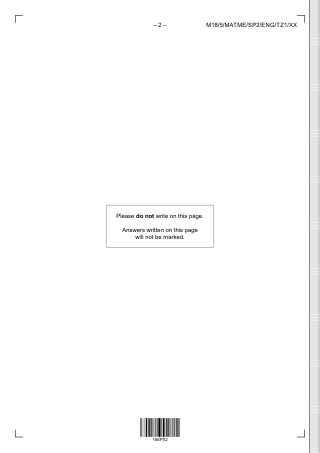 – 2 –
M18/5/MATME/SP2/ENG/TZ1/XX
Please do not write on this page.
Answers written on this page
will not be marked.
16EP02